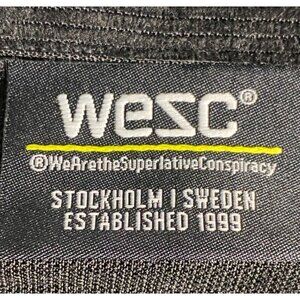 wesc®
®WeAretheSuperlativeConspiracy
STOCKHOLM | SWEDEN
ESTABLISHED 1999